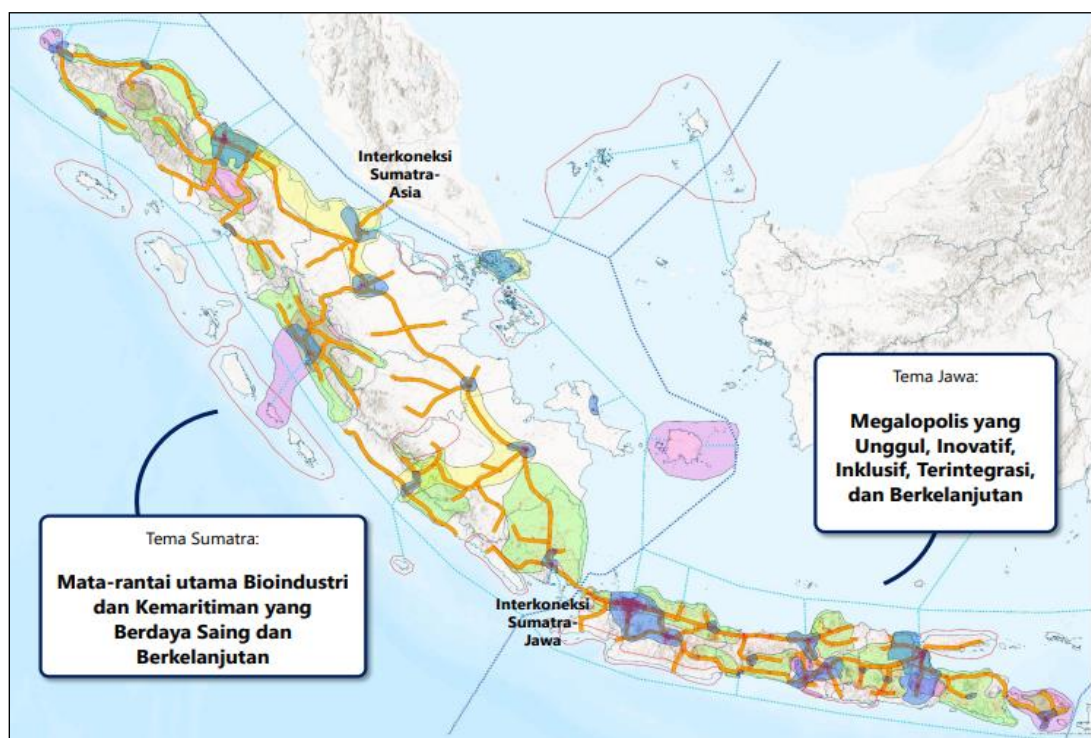 Interkoneksi
Sumatra-
Asia
Tema Jawa:
Megalopolis yang
Unggul, Inovatif,
Inklusif, Terintegrasi,
dan Berkelanjutan
Tema Sumatra:
Mata-rantai utama Bioindustri
dan Kemaritiman yang
Berdaya Saing dan
Berkelanjutan
Interkoneksi
Sumatra-
Jawa